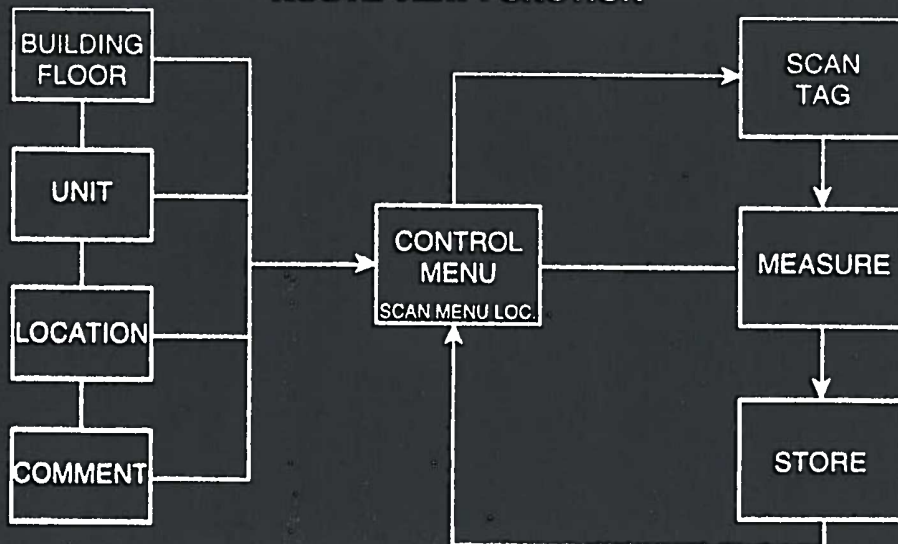 BUILDING
FLOOR
UNIT
LOCATION
COMMENT
CONTROL
MENU
SCAN MENU LOC.
SCAN
TAG
MEASURE
STORE